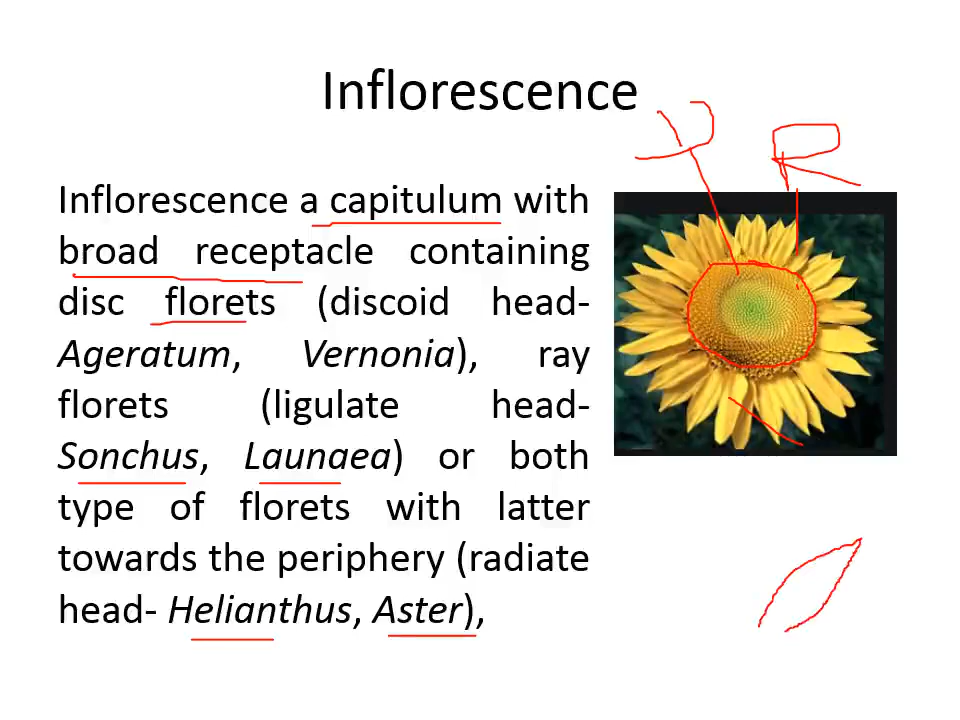 Inflorescence
R
Inflorescence a capitulum with
broad receptacle containing
disc florets (discoid head-
Ageratum, Vernonia), ray
florets (ligulate head-
Sonchus, Launaea) or both
type of florets with latter
towards the periphery (radiate
head- Helianthus, Aster),